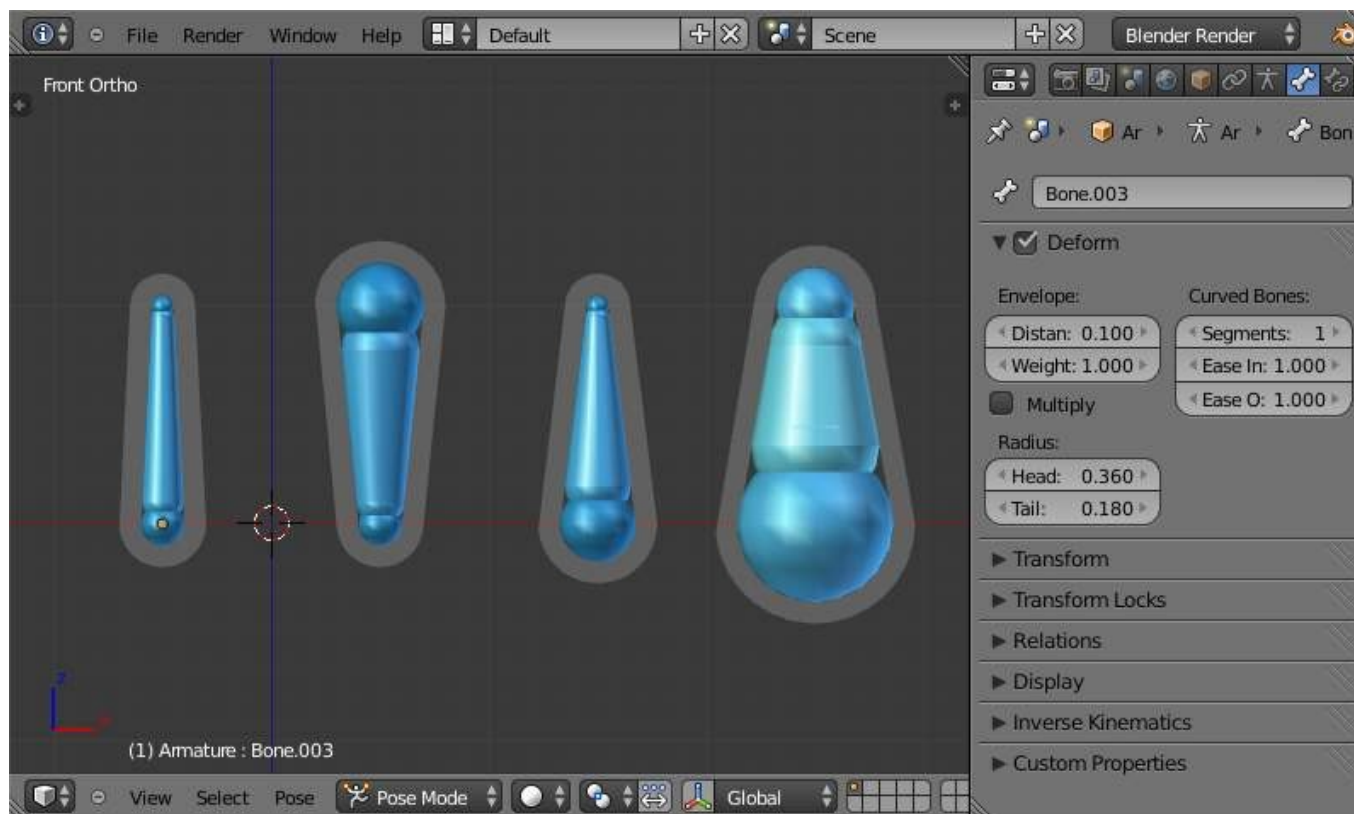 File Render Window Help Default Scene Blender Render
Front Ortho
Ar Ar Bon
Bone.003
Deform
Envelope: Curved Bones:
Distan: 0.100 Segments: 1
Weight: 1.000 Ease In: 1.000
Multiply Ease O: 1.000
Radius:
Head: 0.360
Tail: 0.180
Transform
Transform Locks
Relations
Display
Inverse Kinematics
Custom Properties
z
x
(1) Armature : Bone.003
View Select Pose Pose Mode Global